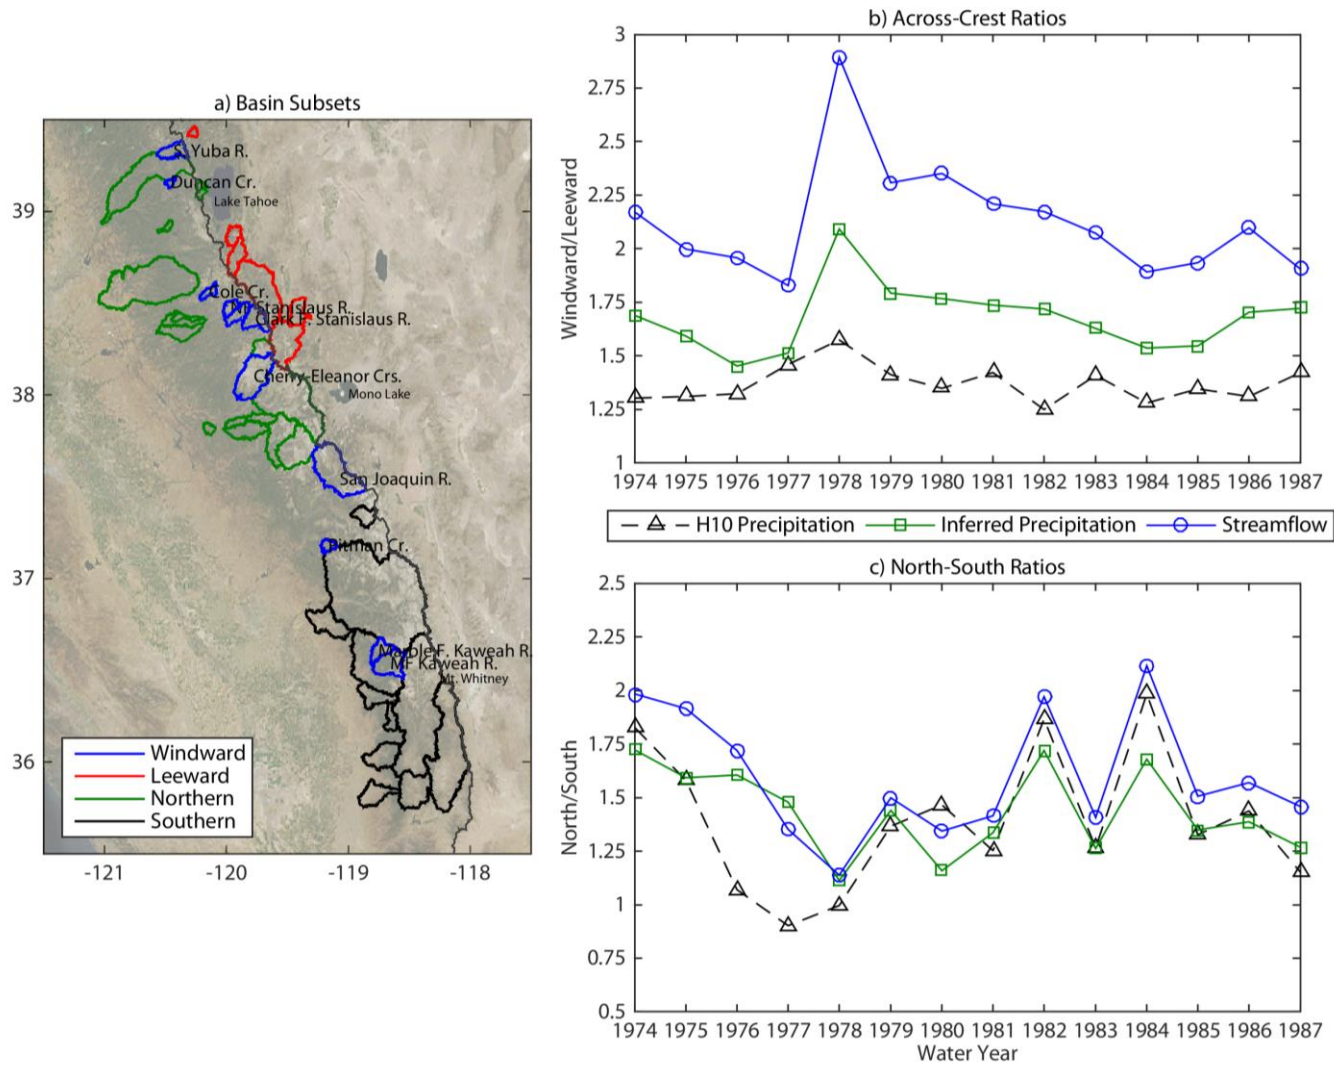 a) Basin Subsets
S. Yuba R.
Duncan Cr.
Lake Tahoe
Cole Cr.
Stanislaus R.
Clark F. Stanislaus R.
Cherry-Eleanor Crs.
Mono Lake
San Joaquin R.
Pitman Cr.
Marble F. Kaweah R.
MF Kaweah R.
Mt. Whitney
39
38
37
36
Windward
Leeward
Northern
Southern
-121 -120 -119 -118
b) Across-Crest Ratios
Windward/Leeward
3
2.75
2.5
2.25
2
1.75
1.5
1.25
1
1974 1975 1976 1977 1978 1979 1980 1981 1982 1983 1984 1985 1986 1987
H10 Precipitation Inferred Precipitation Streamflow
c) North-South Ratios
North/South
2.5
2.25
2
1.75
1.5
1.25
1
0.75
0.5
1974 1975 1976 1977 1978 1979 1980 1981 1982 1983 1984 1985 1986 1987
Water Year